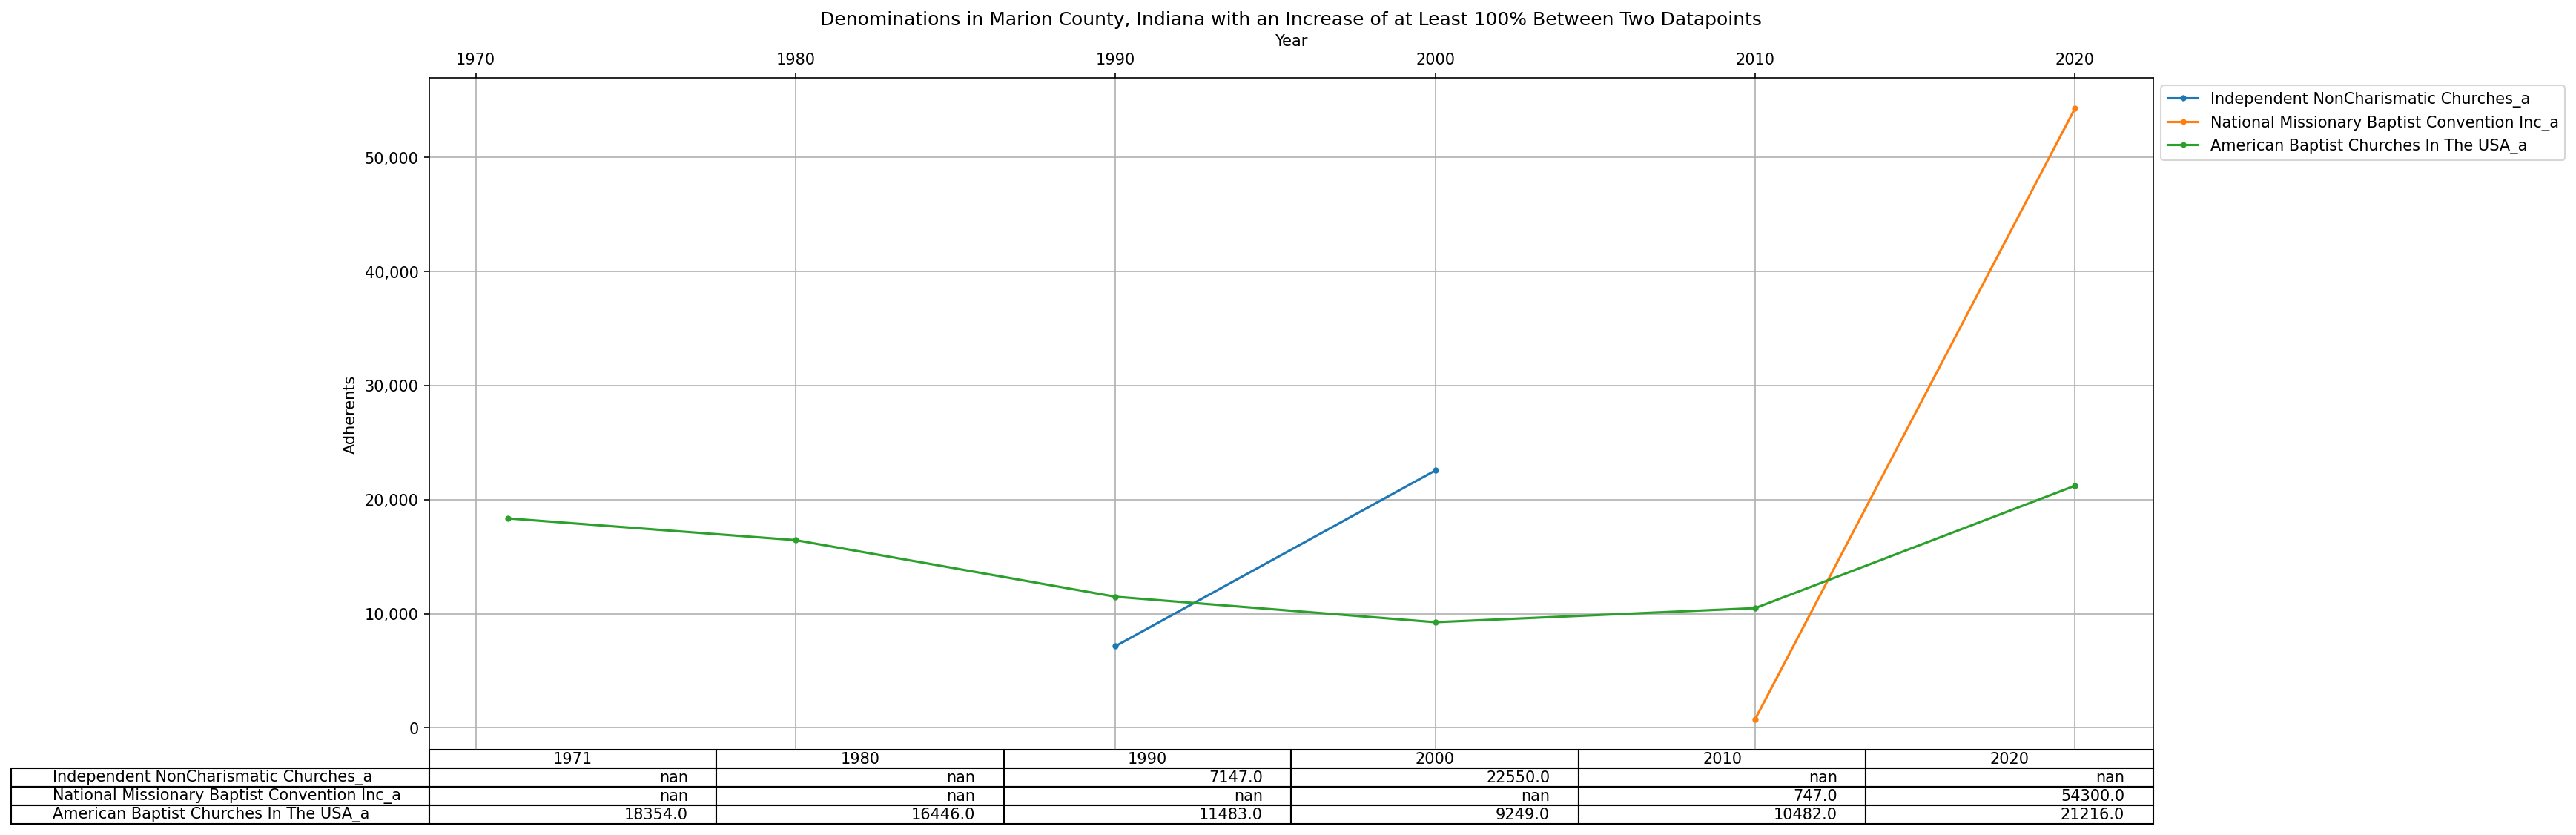 Denominations in Marion County, Indiana with an Increase of at Least 100% Between Two Datapoints
Year
1970 1980 1990 2000 2010 2020
Independent NonCharismatic Churches_a
National Missionary Baptist Convention Inc_a
American Baptist Churches In The USA_a
50,000
40,000
30,000
20,000
10,000
0
Adherents
1971 1980 1990 2000 2010 2020
Independent NonCharismatic Churches_a nan nan 7147.0 22550.0 nan nan
National Missionary Baptist Convention Inc_a nan nan nan nan 747.0 54300.0
American Baptist Churches In The USA_a 18354.0 16446.0 11483.0 9249.0 10482.0 21216.0